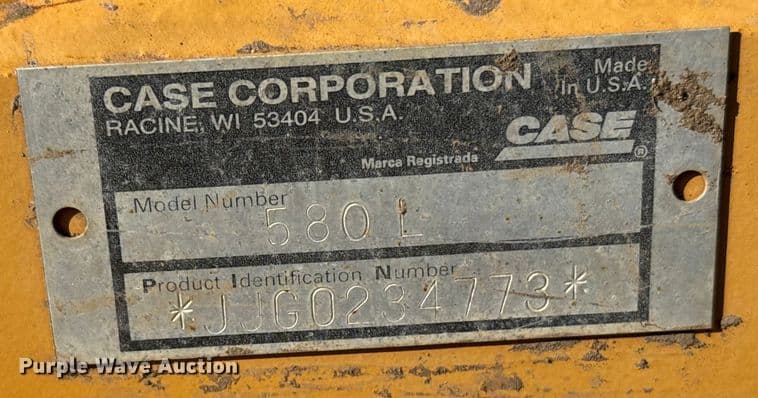 CASE CORPORATION
RACINE, WI 53404 U.S.A.
Made
in U.S.A.
CASE
®
Marca Registrada
Model Number
580 L
Product Identification Number
*JJG0234773*
Purple Wave Auction